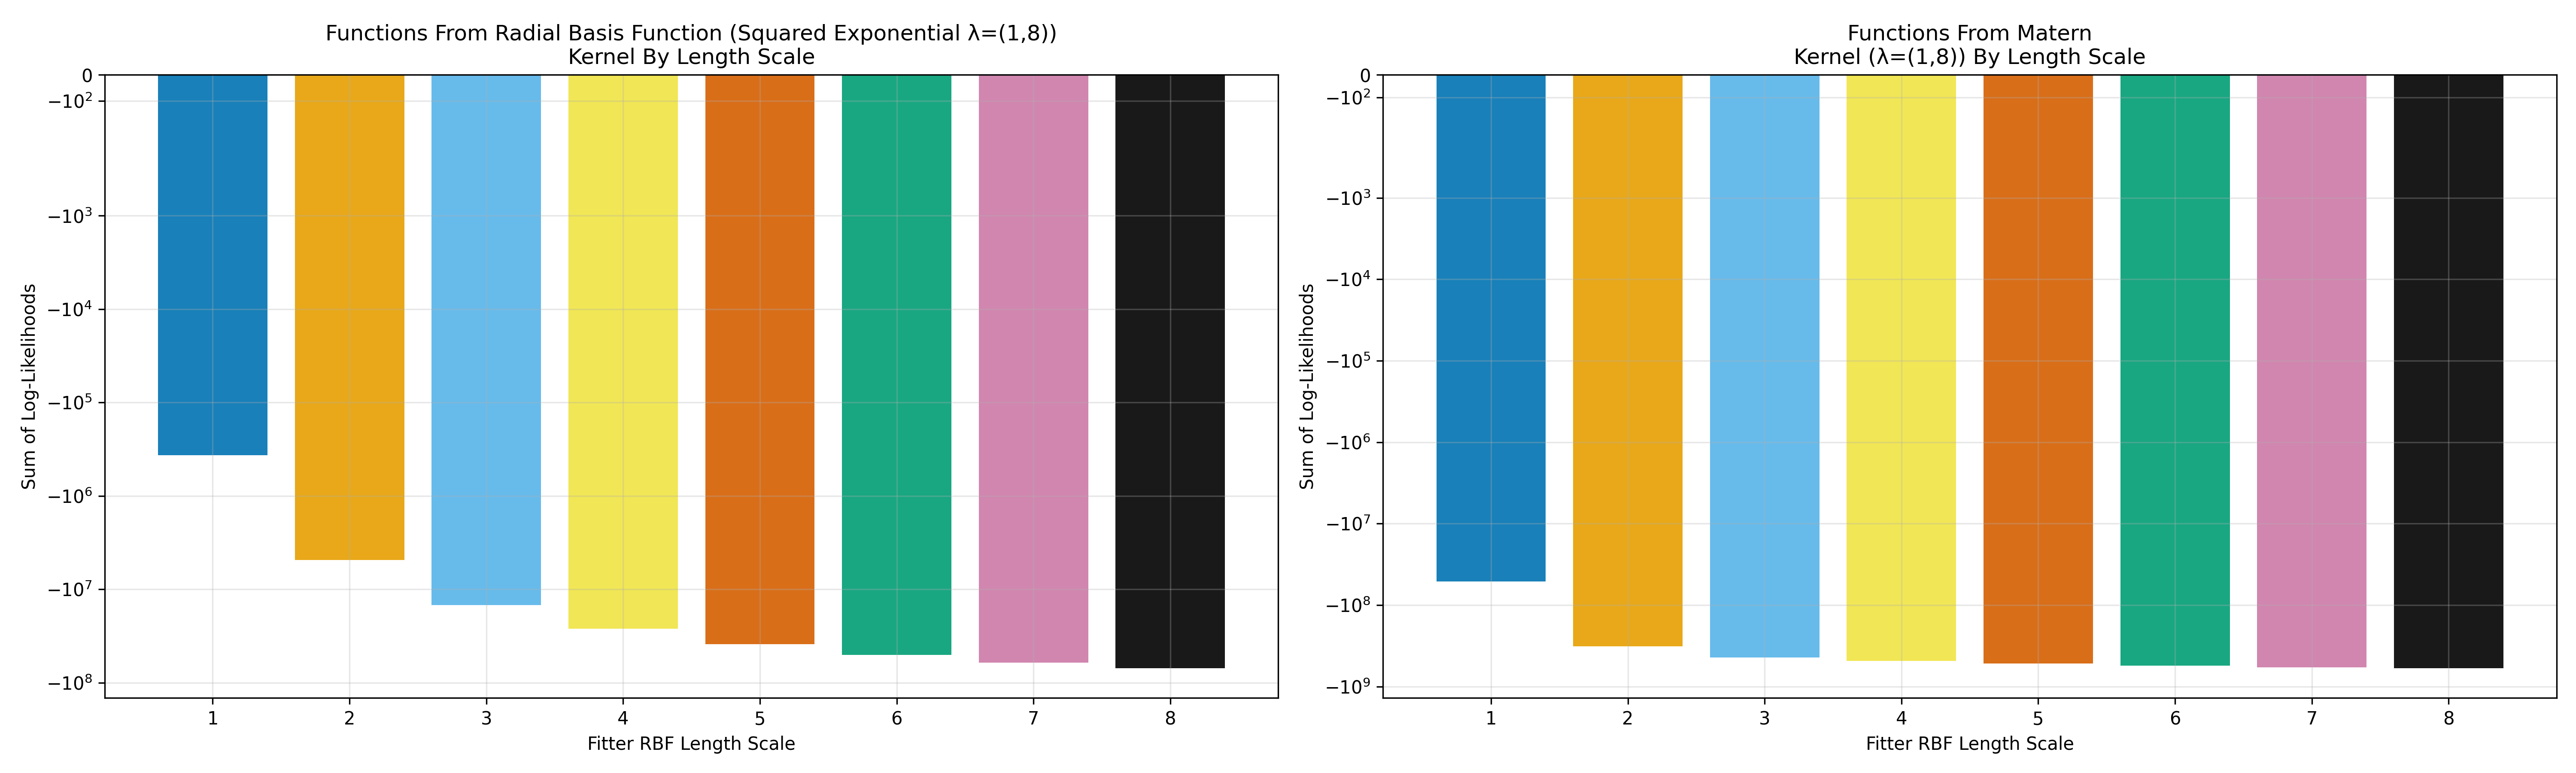 Functions From Radial Basis Function (Squared Exponential λ=(1,8))
Kernel By Length Scale
Sum of Log-Likelihoods
0
−10²
−10³
−10⁴
−10⁵
−10⁶
−10⁷
−10⁸
1 2 3 4 5 6 7 8
Fitter RBF Length Scale
Functions From Matern
Kernel (λ=(1,8)) By Length Scale
Sum of Log-Likelihoods
0
−10²
−10³
−10⁴
−10⁵
−10⁶
−10⁷
−10⁸
−10⁹
1 2 3 4 5 6 7 8
Fitter RBF Length Scale